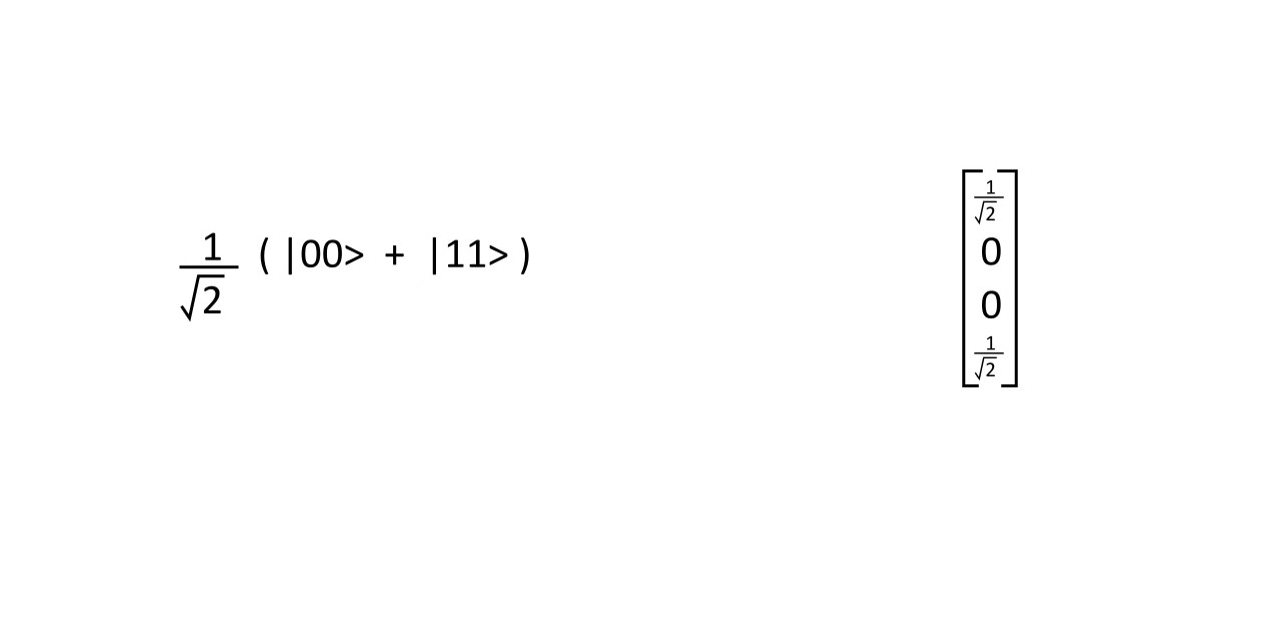 1/√2 ( |00> + |11> )
1/√2
0
0
1/√2